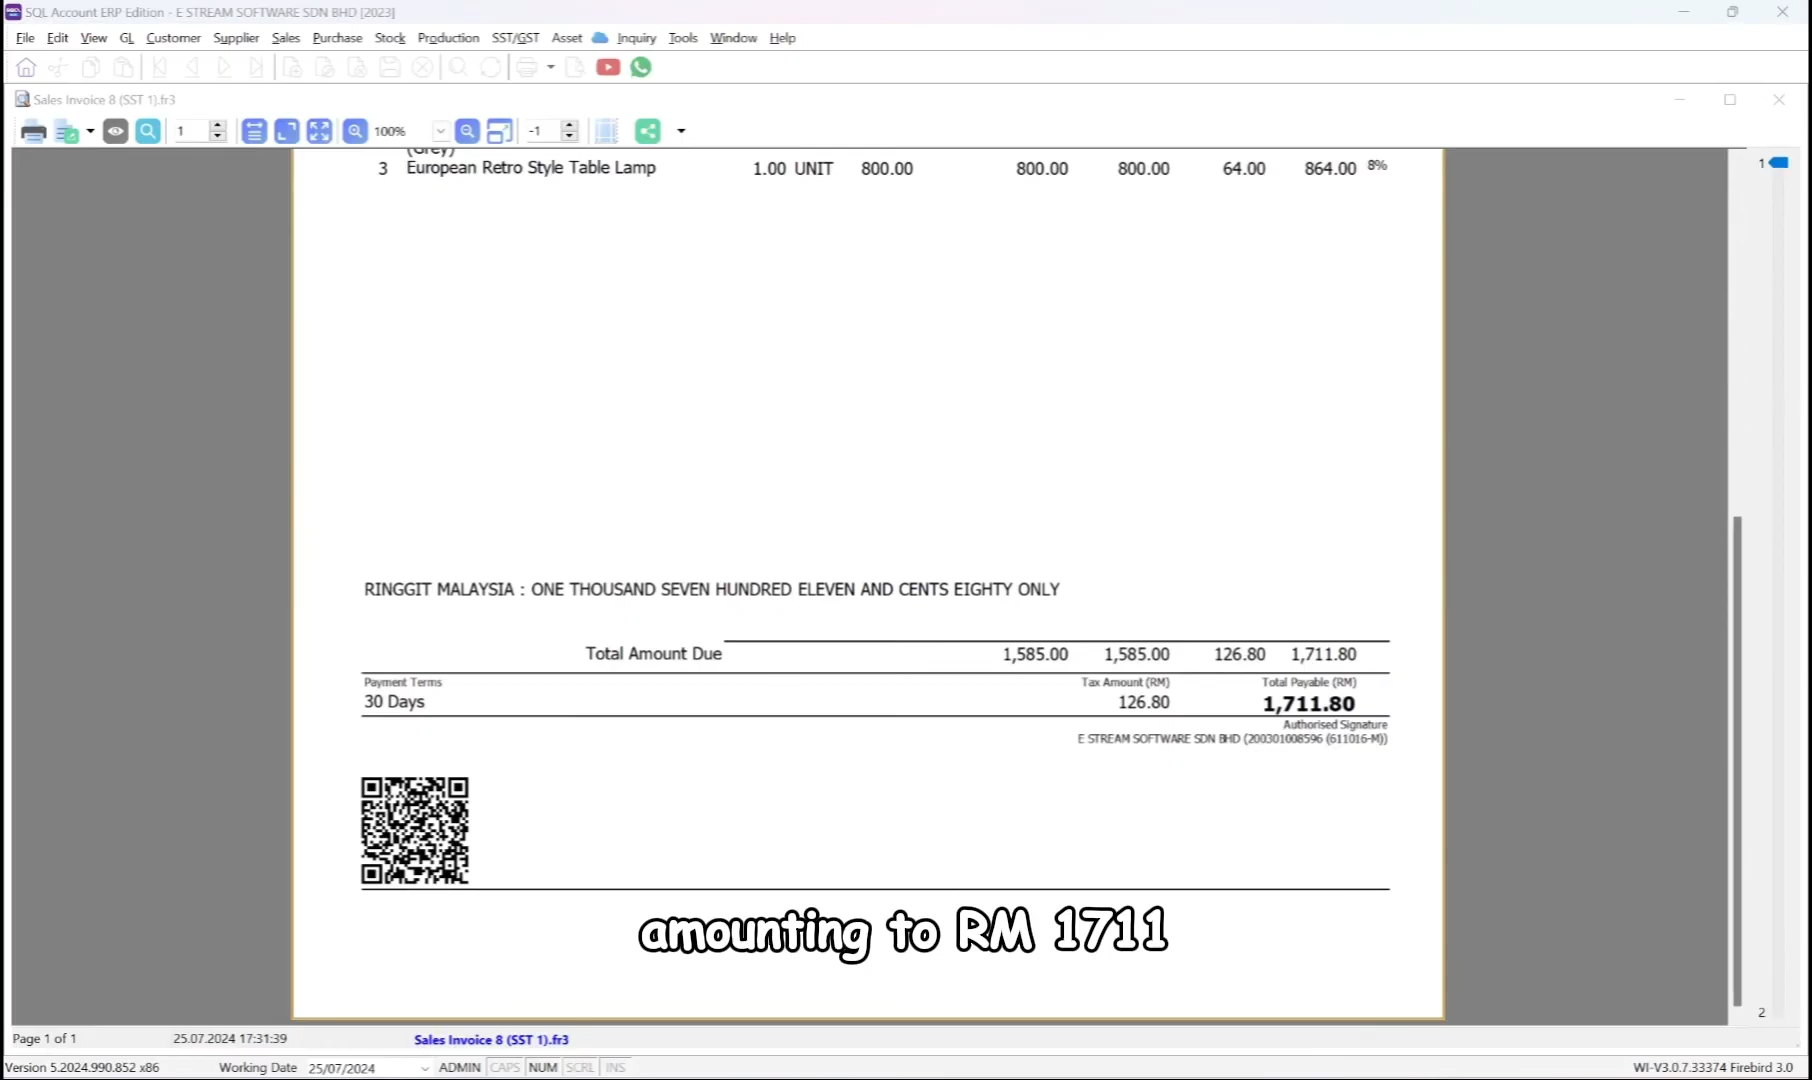 SQL Account ERP Edition - E STREAM SOFTWARE SDN BHD [2023]
File Edit View GL Customer Supplier Sales Purchase Stock Production SST/GST Asset Inquiry Tools Window Help
Sales Invoice 8 (SST 1).fr3
1 100% -1
(Grey)
3 European Retro Style Table Lamp 1.00 UNIT 800.00 800.00 800.00 64.00 864.00 8%
1
RINGGIT MALAYSIA : ONE THOUSAND SEVEN HUNDRED ELEVEN AND CENTS EIGHTY ONLY
Total Amount Due 1,585.00 1,585.00 126.80 1,711.80
Payment Terms Tax Amount (RM) Total Payable (RM)
30 Days 126.80 1,711.80
Authorised Signature
E STREAM SOFTWARE SDN BHD (200301008596 (611016-M))
amounting to RM 1711
2
Page 1 of 1 25.07.2024 17:31:39 Sales Invoice 8 (SST 1).fr3
Version 5.2024.990.852 x86 Working Date 25/07/2024 ADMIN CAPS NUM SCRL INS WI-V3.0.7.33374 Firebird 3.0